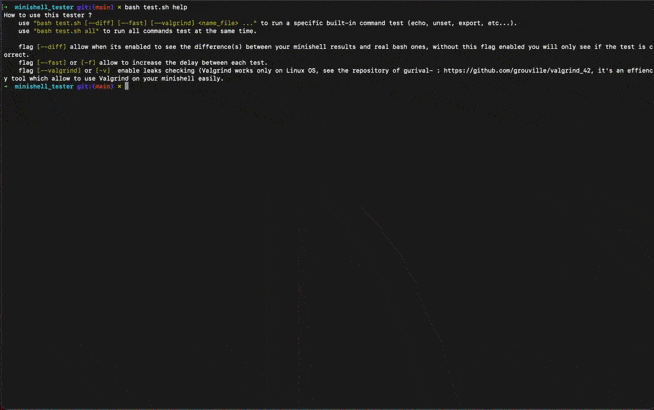 [➜  minishell_tester git:(main) × bash test.sh help
How to use this tester ?
    use "bash test.sh [--diff] [--fast] [--valgrind] <name_file> ..." to run a specific built-in command test (echo, unset, export, etc...).
    use "bash test.sh all" to run all commands test at the same time.
    flag [--diff] allow when its enabled to see the difference(s) between your minishell results and real bash ones, without this flag enabled you will only see if the test is c
orrect.
    flag [--fast] or [-f] allow to increase the delay between each test.
    flag [--valgrind] or [-v]  enable leaks checking (Valgrind works only on Linux OS, see the repository of gurival- : https://github.com/grouville/valgrind_42, it's an effienc
y tool which allow to use Valgrind on your minishell easily.
➜  minishell_tester git:(main) ×